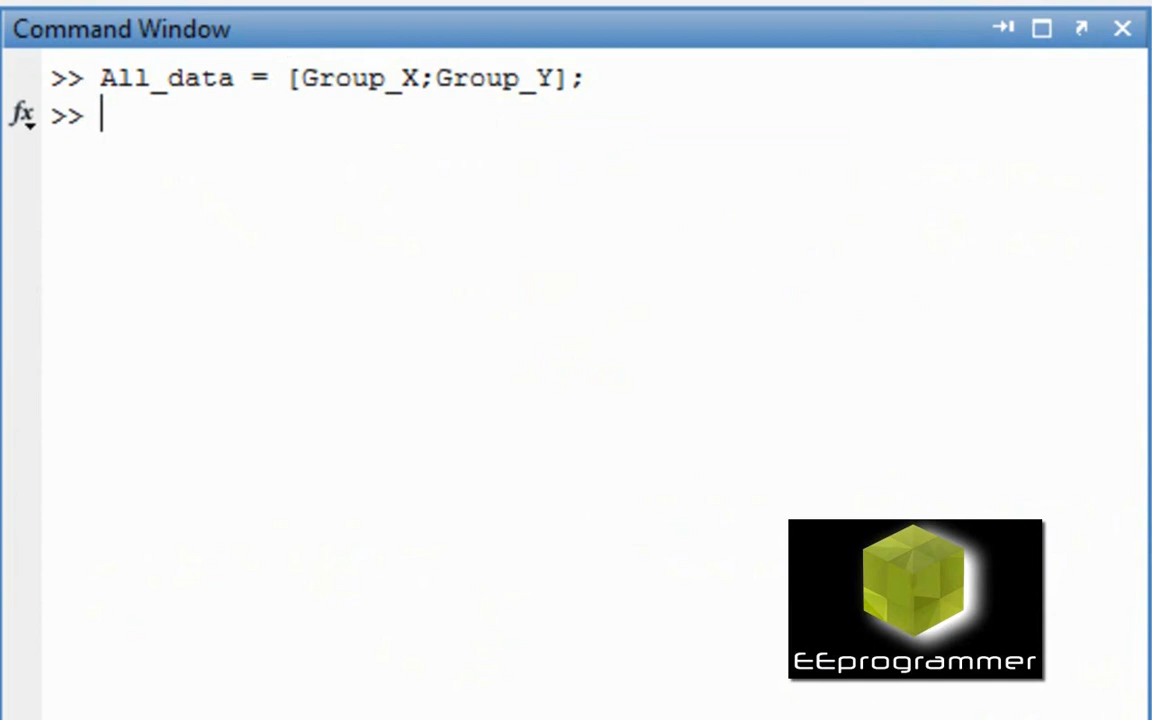 Command Window
>> All_data = [Group_X;Group_Y];
fx >>
EEprogrammer